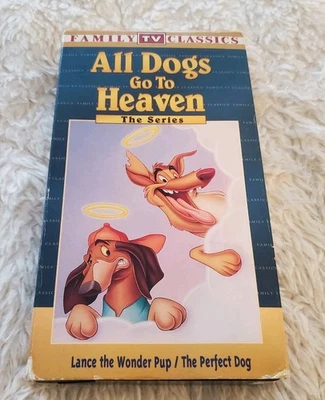 FAMILY TV CLASSICS
All Dogs
Go To
Heaven
The Series
Lance the Wonder Pup / The Perfect Dog